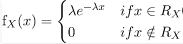 f_X(x) = { λe^{-λx} if x ∈ R_X
0 if x ∉ R_X